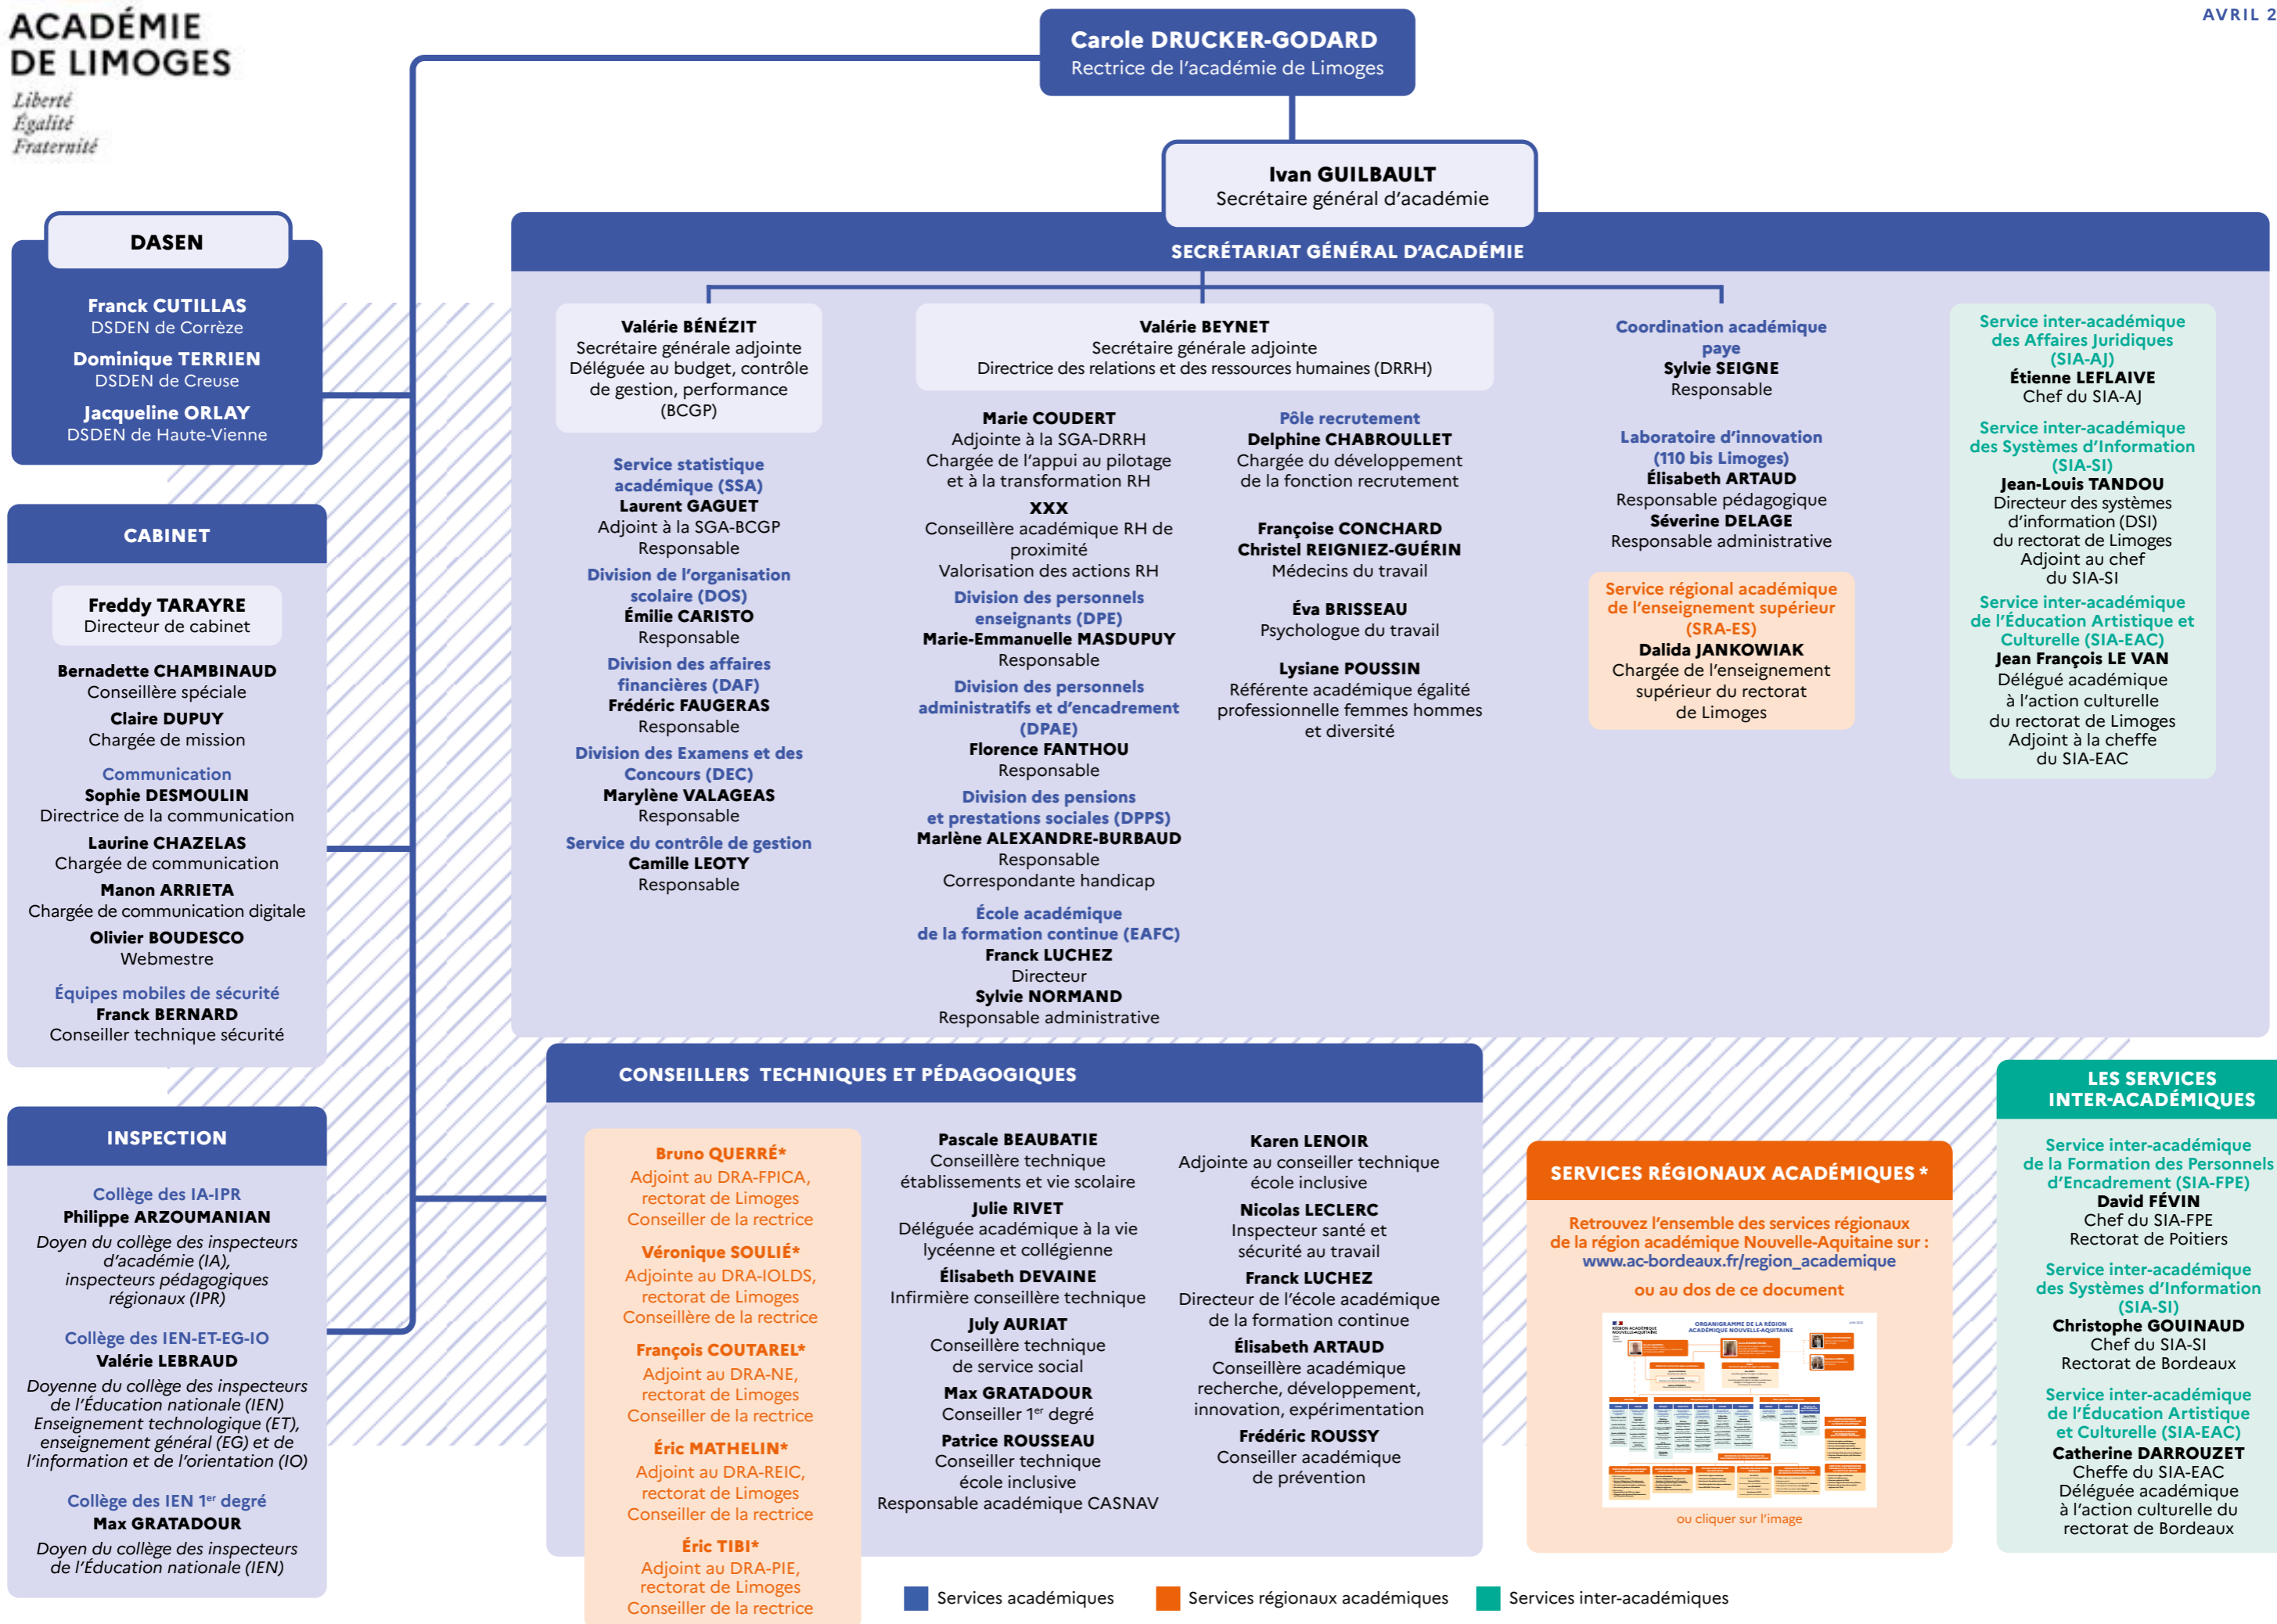 ACADÉMIE
DE LIMOGES
Liberté
Égalité
Fraternité
AVRIL 2
Carole DRUCKER-GODARD
Rectrice de l'académie de Limoges
Ivan GUILBAULT
Secrétaire général d'académie
DASEN
Franck CUTILLAS
DSDEN de Corrèze
Dominique TERRIEN
DSDEN de Creuse
Jacqueline ORLAY
DSDEN de Haute-Vienne
CABINET
Freddy TARAYRE
Directeur de cabinet
Bernadette CHAMBINAUD
Conseillère spéciale
Claire DUPUY
Chargée de mission
Communication
Sophie DESMOULIN
Directrice de la communication
Laurine CHAZELAS
Chargée de communication
Manon ARRIETA
Chargée de communication digitale
Olivier BOUDESCO
Webmestre
Équipes mobiles de sécurité
Franck BERNARD
Conseiller technique sécurité
INSPECTION
Collège des IA-IPR
Philippe ARZOUMANIAN
Doyen du collège des inspecteurs
d'académie (IA),
inspecteurs pédagogiques
régionaux (IPR)
Collège des IEN-ET-EG-IO
Valérie LEBRAUD
Doyenne du collège des inspecteurs
de l'Éducation nationale (IEN)
Enseignement technologique (ET),
enseignement général (EG) et de
l'information et de l'orientation (IO)
Collège des IEN 1er degré
Max GRATADOUR
Doyen du collège des inspecteurs
de l'Éducation nationale (IEN)
SECRÉTARIAT GÉNÉRAL D'ACADÉMIE
Valérie BÉNÉZIT
Secrétaire générale adjointe
Déléguée au budget, contrôle
de gestion, performance
(BCGP)
Service statistique
académique (SSA)
Laurent GAGUET
Adjoint à la SGA-BCGP
Responsable
Division de l'organisation
scolaire (DOS)
Émilie CARISTO
Responsable
Division des affaires
financières (DAF)
Frédéric FAUGERAS
Responsable
Division des Examens et des
Concours (DEC)
Marylène VALAGEAS
Responsable
Service du contrôle de gestion
Camille LEOTY
Responsable
Valérie BEYNET
Secrétaire générale adjointe
Directrice des relations et des ressources humaines (DRRH)
Marie COUDERT
Adjointe à la SGA-DRRH
Chargée de l'appui au pilotage
et à la transformation RH
XXX
Conseillère académique RH de
proximité
Valorisation des actions RH
Division des personnels
enseignants (DPE)
Marie-Emmanuelle MASDUPUY
Responsable
Division des personnels
administratifs et d'encadrement
(DPAE)
Florence FANTHOU
Responsable
Division des pensions
et prestations sociales (DPPS)
Marlène ALEXANDRE-BURBAUD
Responsable
Correspondante handicap
École académique
de la formation continue (EAFC)
Franck LUCHEZ
Directeur
Sylvie NORMAND
Responsable administrative
Pôle recrutement
Delphine CHABROULLET
Chargée du développement
de la fonction recrutement
Françoise CONCHARD
Christel REIGNIEZ-GUÉRIN
Médecins du travail
Éva BRISSEAU
Psychologue du travail
Lysiane POUSSIN
Référente académique égalité
professionnelle femmes hommes
et diversité
Coordination académique
paye
Sylvie SEIGNE
Responsable
Laboratoire d'innovation
(110 bis Limoges)
Élisabeth ARTAUD
Responsable pédagogique
Séverine DELAGE
Responsable administrative
Service régional académique
de l'enseignement supérieur
(SRA-ES)
Dalida JANKOWIAK
Chargée de l'enseignement
supérieur du rectorat
de Limoges
Service inter-académique
des Affaires Juridiques
(SIA-AJ)
Étienne LEFLAIVE
Chef du SIA-AJ
Service inter-académique
des Systèmes d'Information
(SIA-SI)
Jean-Louis TANDOU
Directeur des systèmes
d'information (DSI)
du rectorat de Limoges
Adjoint au chef
du SIA-SI
Service inter-académique
de l'Éducation Artistique et
Culturelle (SIA-EAC)
Jean François LE VAN
Délégué académique
à l'action culturelle
du rectorat de Limoges
Adjoint à la cheffe
du SIA-EAC
CONSEILLERS TECHNIQUES ET PÉDAGOGIQUES
Bruno QUERRÉ*
Adjoint au DRA-FPICA,
rectorat de Limoges
Conseiller de la rectrice
Véronique SOULIÉ*
Adjointe au DRA-IOLDS,
rectorat de Limoges
Conseillère de la rectrice
François COUTAREL*
Adjoint au DRA-NE,
rectorat de Limoges
Conseiller de la rectrice
Éric MATHELIN*
Adjoint au DRA-REIC,
rectorat de Limoges
Conseiller de la rectrice
Éric TIBI*
Adjoint au DRA-PIE,
rectorat de Limoges
Conseiller de la rectrice
Pascale BEAUBATIE
Conseillère technique
établissements et vie scolaire
Julie RIVET
Déléguée académique à la vie
lycéenne et collégienne
Élisabeth DEVAINE
Infirmière conseillère technique
July AURIAT
Conseillère technique
de service social
Max GRATADOUR
Conseiller 1er degré
Patrice ROUSSEAU
Conseiller technique
école inclusive
Responsable académique CASNAV
Karen LENOIR
Adjointe au conseiller technique
école inclusive
Nicolas LECLERC
Inspecteur santé et
sécurité au travail
Franck LUCHEZ
Directeur de l'école académique
de la formation continue
Élisabeth ARTAUD
Conseillère académique
recherche, développement,
innovation, expérimentation
Frédéric ROUSSY
Conseiller académique
de prévention
SERVICES RÉGIONAUX ACADÉMIQUES *
Retrouvez l'ensemble des services régionaux
de la région académique Nouvelle-Aquitaine sur :
www.ac-bordeaux.fr/region_academique
ou au dos de ce document
RÉGION ACADÉMIQUE
NOUVELLE-AQUITAINE
ORGANIGRAMME DE LA RÉGION
ACADÉMIQUE NOUVELLE-AQUITAINE
ou cliquer sur l'image
LES SERVICES
INTER-ACADÉMIQUES
Service inter-académique
de la Formation des Personnels
d'Encadrement (SIA-FPE)
David FÉVIN
Chef du SIA-FPE
Rectorat de Poitiers
Service inter-académique
des Systèmes d'Information
(SIA-SI)
Christophe GOUINAUD
Chef du SIA-SI
Rectorat de Bordeaux
Service inter-académique
de l'Éducation Artistique
et Culturelle (SIA-EAC)
Catherine DARROUZET
Cheffe du SIA-EAC
Déléguée académique
à l'action culturelle du
rectorat de Bordeaux
Services académiques
Services régionaux académiques
Services inter-académiques